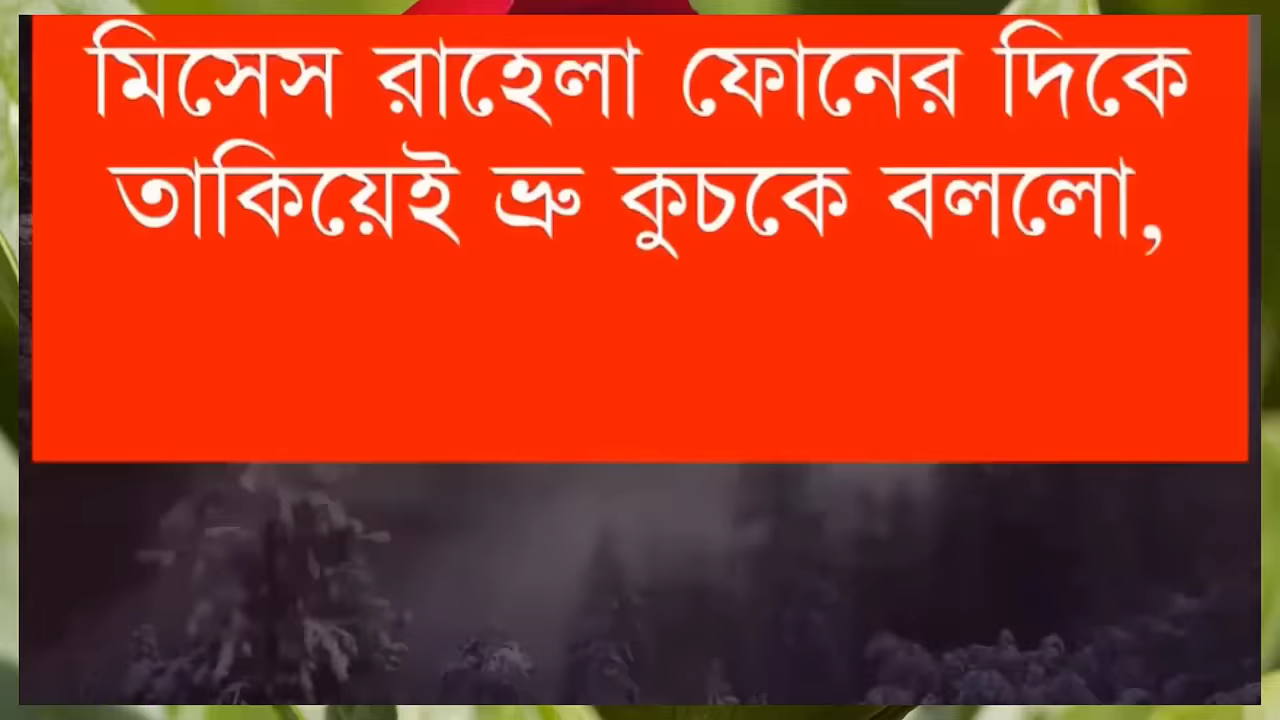 মিসেস রাহেলা ফোনের দিকে
তাকিয়েই ভ্রু কুচকে বললো,